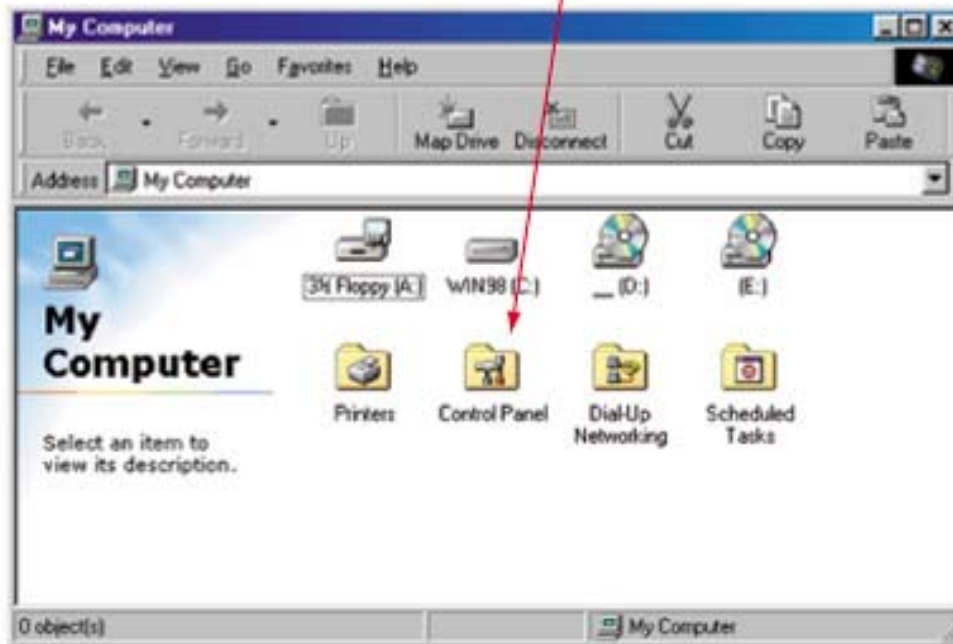 My Computer
File Edit View Go Favorites Help
Back Forward Up Map Drive Disconnect Cut Copy Paste
Address My Computer
3½ Floppy (A:) WIN98 (C:) __ (D:) (E:)
My
Computer
Printers Control Panel Dial-Up
Networking Scheduled
Tasks
Select an item to
view its description.
0 object(s) My Computer